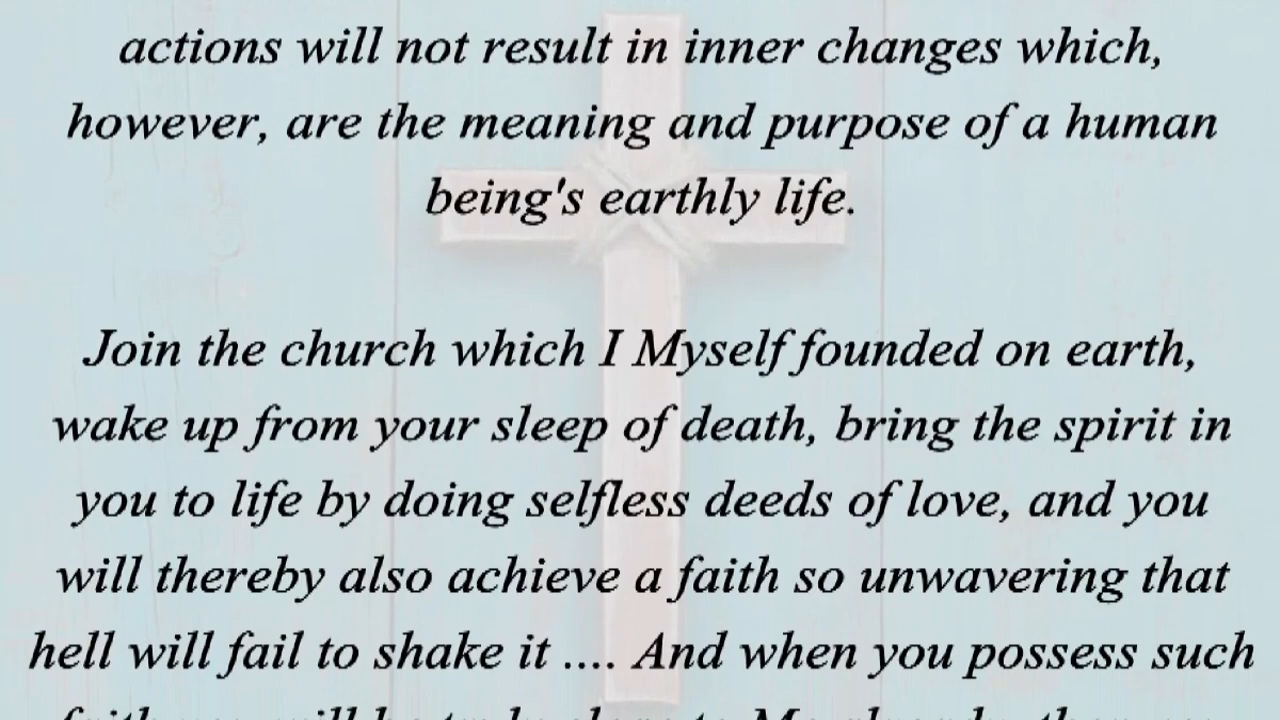 actions will not result in inner changes which,
however, are the meaning and purpose of a human
being's earthly life.
Join the church which I Myself founded on earth,
wake up from your sleep of death, bring the spirit in
you to life by doing selfless deeds of love, and you
will thereby also achieve a faith so unwavering that
hell will fail to shake it .... And when you possess such